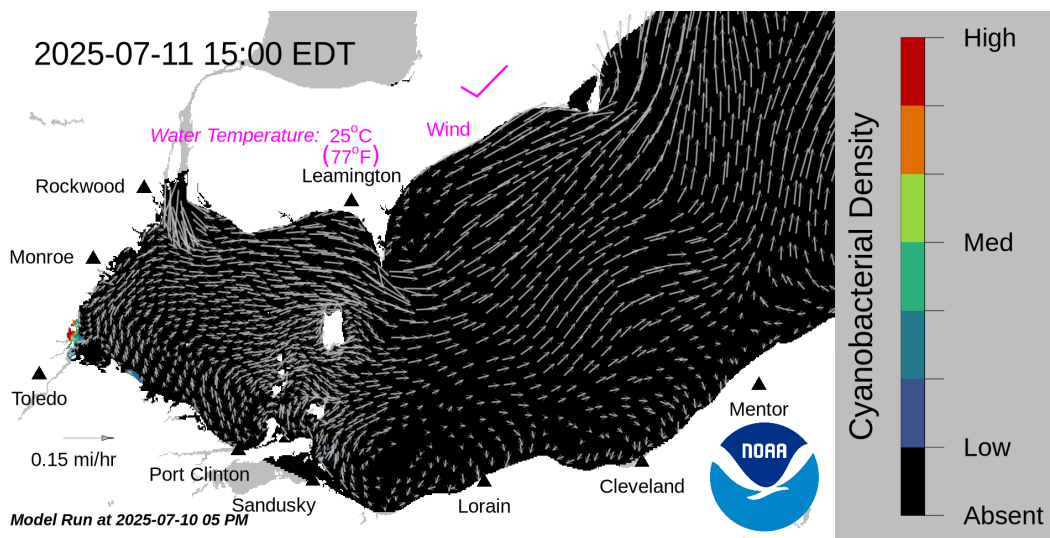 2025-07-11 15:00 EDT
High
Wind
Water Temperature: 25°C
(77°F)
Leamington
Rockwood
Monroe
Med
Cyanobacterial Density
Toledo
Mentor
NOAA
0.15 mi/hr
Low
Port Clinton
Cleveland
Sandusky
Lorain
Absent
Model Run at 2025-07-10 05 PM